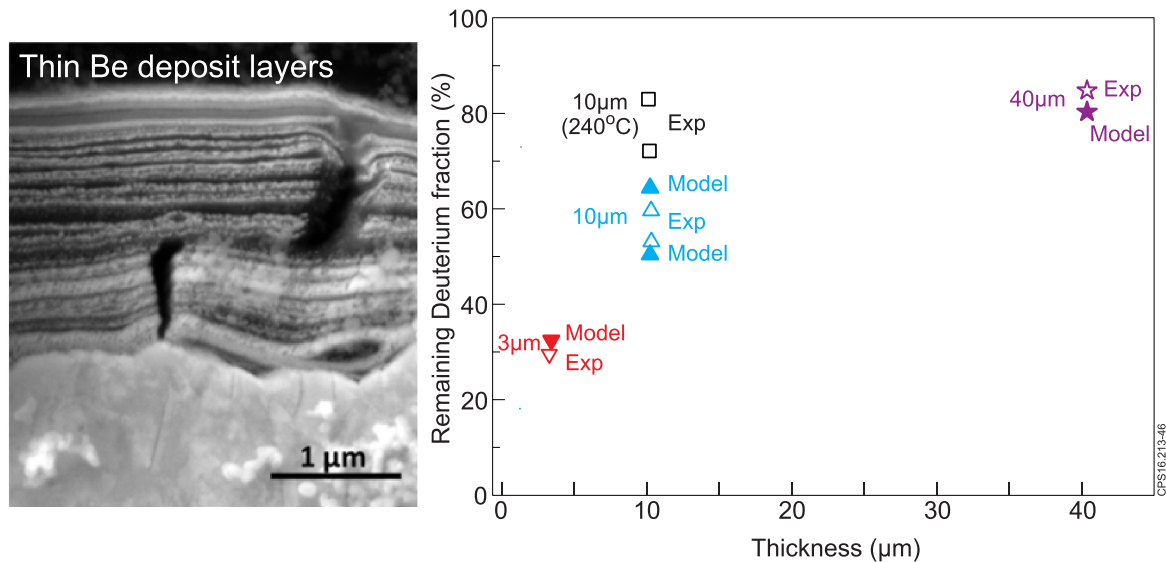 Thin Be deposit layers
1 µm
Remaining Deuterium fraction (%)
100
80
60
40
20
0
10µm
(240°C)
Exp
Model
10µm
Exp
Model
3µm
Model
Exp
40µm
Exp
Model
0
10
20
30
40
Thickness (µm)
CPS16.213-46